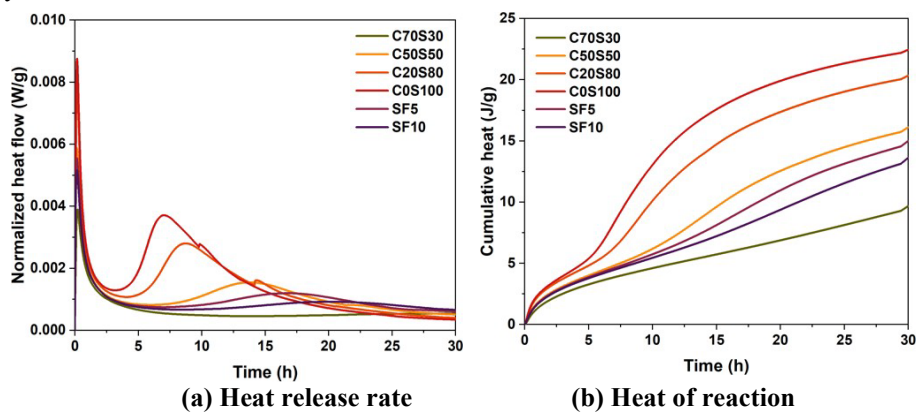 0.010
0.008
0.006
0.004
0.002
0.000
Normalized heat flow (W/g)
C70S30
C50S50
C20S80
C0S100
SF5
SF10
0 5 10 15 20 25 30
Time (h)
(a) Heat release rate
25
20
15
10
5
0
Cumulative heat (J/g)
C70S30
C50S50
C20S80
C0S100
SF5
SF10
0 5 10 15 20 25 30
Time (h)
(b) Heat of reaction